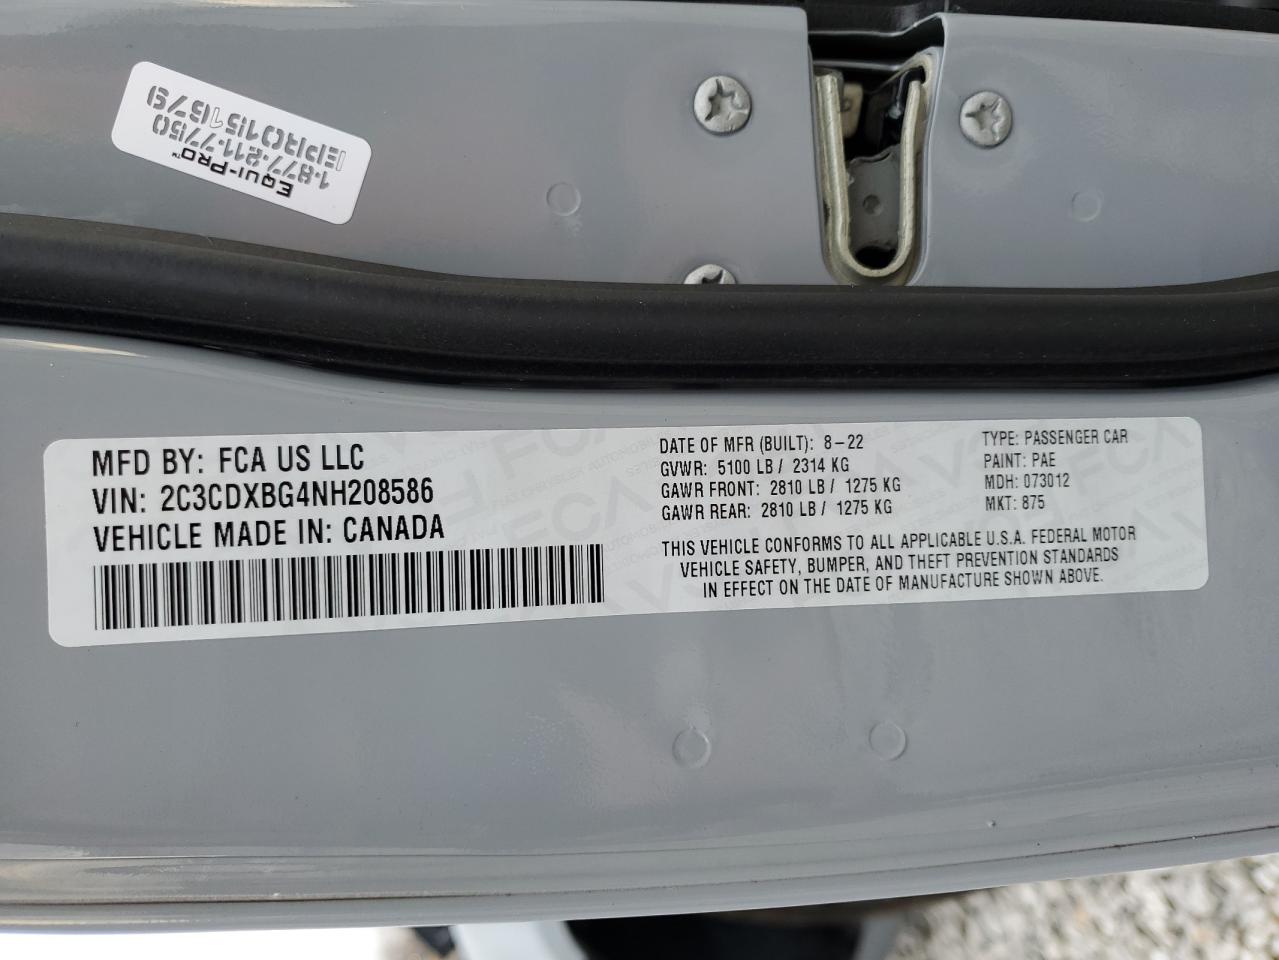 EQUI-PRO™
1-877-211-7750
EPRO151679
MFD BY: FCA US LLC
VIN: 2C3CDXBG4NH208586
VEHICLE MADE IN: CANADA
DATE OF MFR (BUILT): 8-22
GVWR: 5100 LB / 2314 KG
GAWR FRONT: 2810 LB / 1275 KG
GAWR REAR: 2810 LB / 1275 KG
TYPE: PASSENGER CAR
PAINT: PAE
MDH: 073012
MKT: 875
THIS VEHICLE CONFORMS TO ALL APPLICABLE U.S.A. FEDERAL MOTOR
VEHICLE SAFETY, BUMPER, AND THEFT PREVENTION STANDARDS
IN EFFECT ON THE DATE OF MANUFACTURE SHOWN ABOVE.